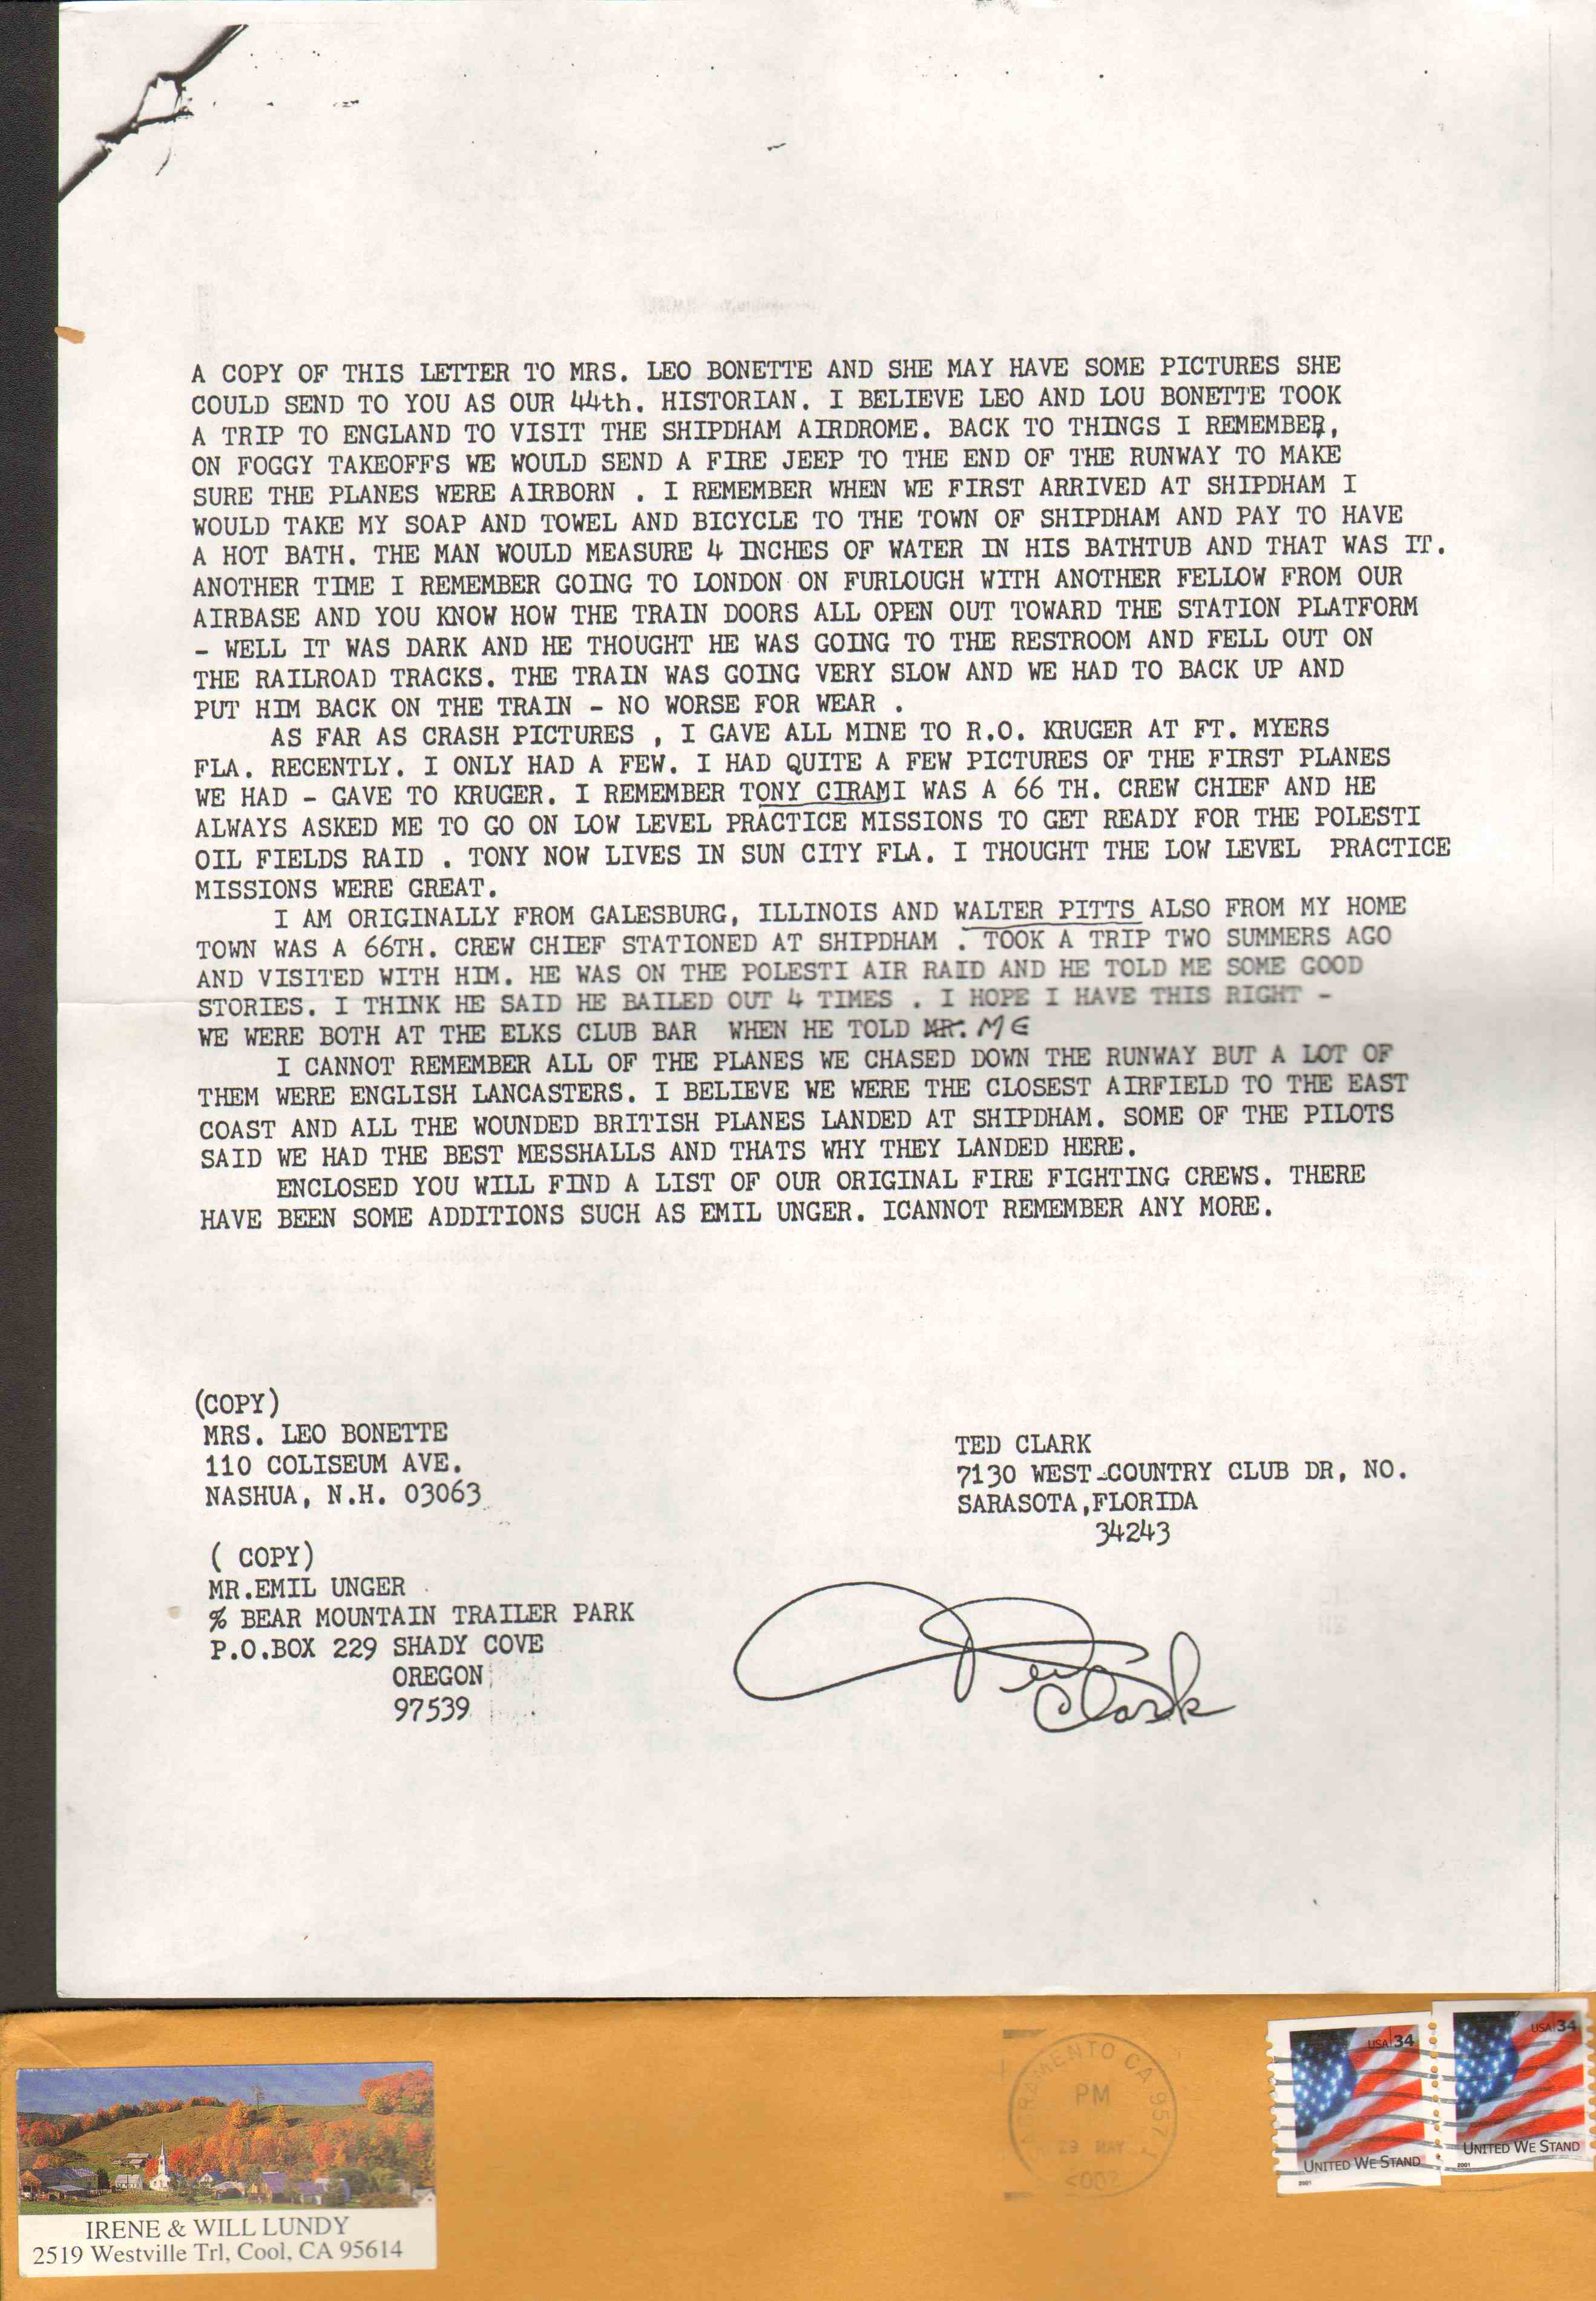 A COPY OF THIS LETTER TO MRS. LEO BONETTE AND SHE MAY HAVE SOME PICTURES SHE
COULD SEND TO YOU AS OUR 44th. HISTORIAN. I BELIEVE LEO AND LOU BONETTE TOOK
A TRIP TO ENGLAND TO VISIT THE SHIPDHAM AIRDROME. BACK TO THINGS I REMEMBER,
ON FOGGY TAKEOFFS WE WOULD SEND A FIRE JEEP TO THE END OF THE RUNWAY TO MAKE
SURE THE PLANES WERE AIRBORN . I REMEMBER WHEN WE FIRST ARRIVED AT SHIPDHAM I
WOULD TAKE MY SOAP AND TOWEL AND BICYCLE TO THE TOWN OF SHIPDHAM AND PAY TO HAVE
A HOT BATH. THE MAN WOULD MEASURE 4 INCHES OF WATER IN HIS BATHTUB AND THAT WAS IT.
ANOTHER TIME I REMEMBER GOING TO LONDON ON FURLOUGH WITH ANOTHER FELLOW FROM OUR
AIRBASE AND YOU KNOW HOW THE TRAIN DOORS ALL OPEN OUT TOWARD THE STATION PLATFORM
- WELL IT WAS DARK AND HE THOUGHT HE WAS GOING TO THE RESTROOM AND FELL OUT ON
THE RAILROAD TRACKS. THE TRAIN WAS GOING VERY SLOW AND WE HAD TO BACK UP AND
PUT HIM BACK ON THE TRAIN - NO WORSE FOR WEAR .
AS FAR AS CRASH PICTURES , I GAVE ALL MINE TO R.O. KRUGER AT FT. MYERS
FLA. RECENTLY. I ONLY HAD A FEW. I HAD QUITE A FEW PICTURES OF THE FIRST PLANES
WE HAD - GAVE TO KRUGER. I REMEMBER TONY CIRAMI WAS A 66 TH. CREW CHIEF AND HE
ALWAYS ASKED ME TO GO ON LOW LEVEL PRACTICE MISSIONS TO GET READY FOR THE POLESTI
OIL FIELDS RAID . TONY NOW LIVES IN SUN CITY FLA. I THOUGHT THE LOW LEVEL PRACTICE
MISSIONS WERE GREAT.
I AM ORIGINALLY FROM GALESBURG, ILLINOIS AND WALTER PITTS ALSO FROM MY HOME
TOWN WAS A 66TH. CREW CHIEF STATIONED AT SHIPDHAM . TOOK A TRIP TWO SUMMERS AGO
AND VISITED WITH HIM. HE WAS ON THE POLESTI AIR RAID AND HE TOLD ME SOME GOOD
STORIES. I THINK HE SAID HE BAILED OUT 4 TIMES . I HOPE I HAVE THIS RIGHT -
WE WERE BOTH AT THE ELKS CLUB BAR WHEN HE TOLD MR. ME
I CANNOT REMEMBER ALL OF THE PLANES WE CHASED DOWN THE RUNWAY BUT A LOT OF
THEM WERE ENGLISH LANCASTERS. I BELIEVE WE WERE THE CLOSEST AIRFIELD TO THE EAST
COAST AND ALL THE WOUNDED BRITISH PLANES LANDED AT SHIPDHAM. SOME OF THE PILOTS
SAID WE HAD THE BEST MESSHALLS AND THATS WHY THEY LANDED HERE.
ENCLOSED YOU WILL FIND A LIST OF OUR ORIGINAL FIRE FIGHTING CREWS. THERE
HAVE BEEN SOME ADDITIONS SUCH AS EMIL UNGER. ICANNOT REMEMBER ANY MORE.
(COPY)
MRS. LEO BONETTE
110 COLISEUM AVE.
NASHUA, N.H. 03063
TED CLARK
7130 WEST-COUNTRY CLUB DR, NO.
SARASOTA,FLORIDA
34243
( COPY)
MR.EMIL UNGER
% BEAR MOUNTAIN TRAILER PARK
P.O.BOX 229 SHADY COVE
OREGON
97539
Ted
Clark
IRENE & WILL LUNDY
2519 Westville Trl, Cool, CA 95614
SACRAMENTO CA 957
PM
29 MAY
2002
USA 34
UNITED WE STAND
2001
USA 34
UNITED WE STAND
2001